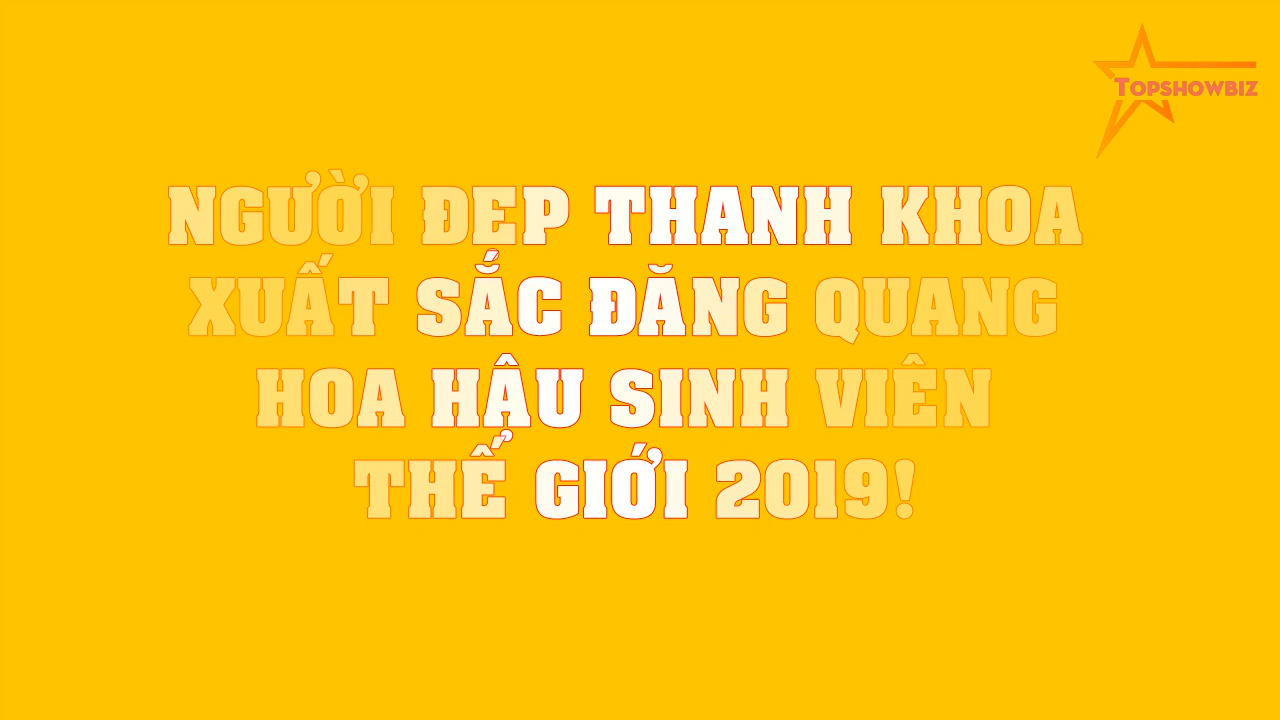 TOPSHOWBIZ
NGƯỜI ĐẸP THANH KHOA
XUẤT SẮC ĐĂNG QUANG
HOA HẬU SINH VIÊN
THẾ GIỚI 2019!